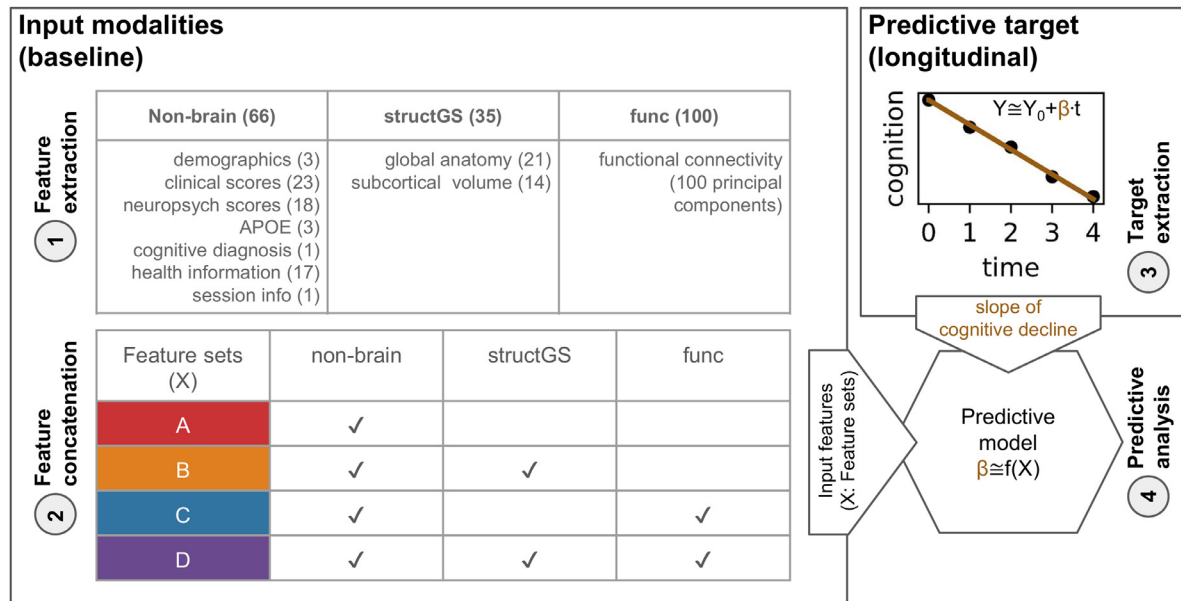 Input modalities
(baseline)
1
Feature
extraction
Non-brain (66)
structGS (35)
func (100)
demographics (3)
clinical scores (23)
neuropsych scores (18)
APOE (3)
cognitive diagnosis (1)
health information (17)
session info (1)
global anatomy (21)
subcortical volume (14)
functional connectivity
(100 principal
components)
2
Feature
concatenation
Feature sets
(X)
non-brain
structGS
func
A ✓
B ✓ ✓
C ✓ ✓
D ✓ ✓ ✓
Input features
(X: Feature sets)
Predictive target
(longitudinal)
cognition
Y≅Y₀+β·t
0 1 2 3 4
time
3
Target
extraction
slope of
cognitive decline
Predictive
model
β≅f(X)
4
Predictive
analysis